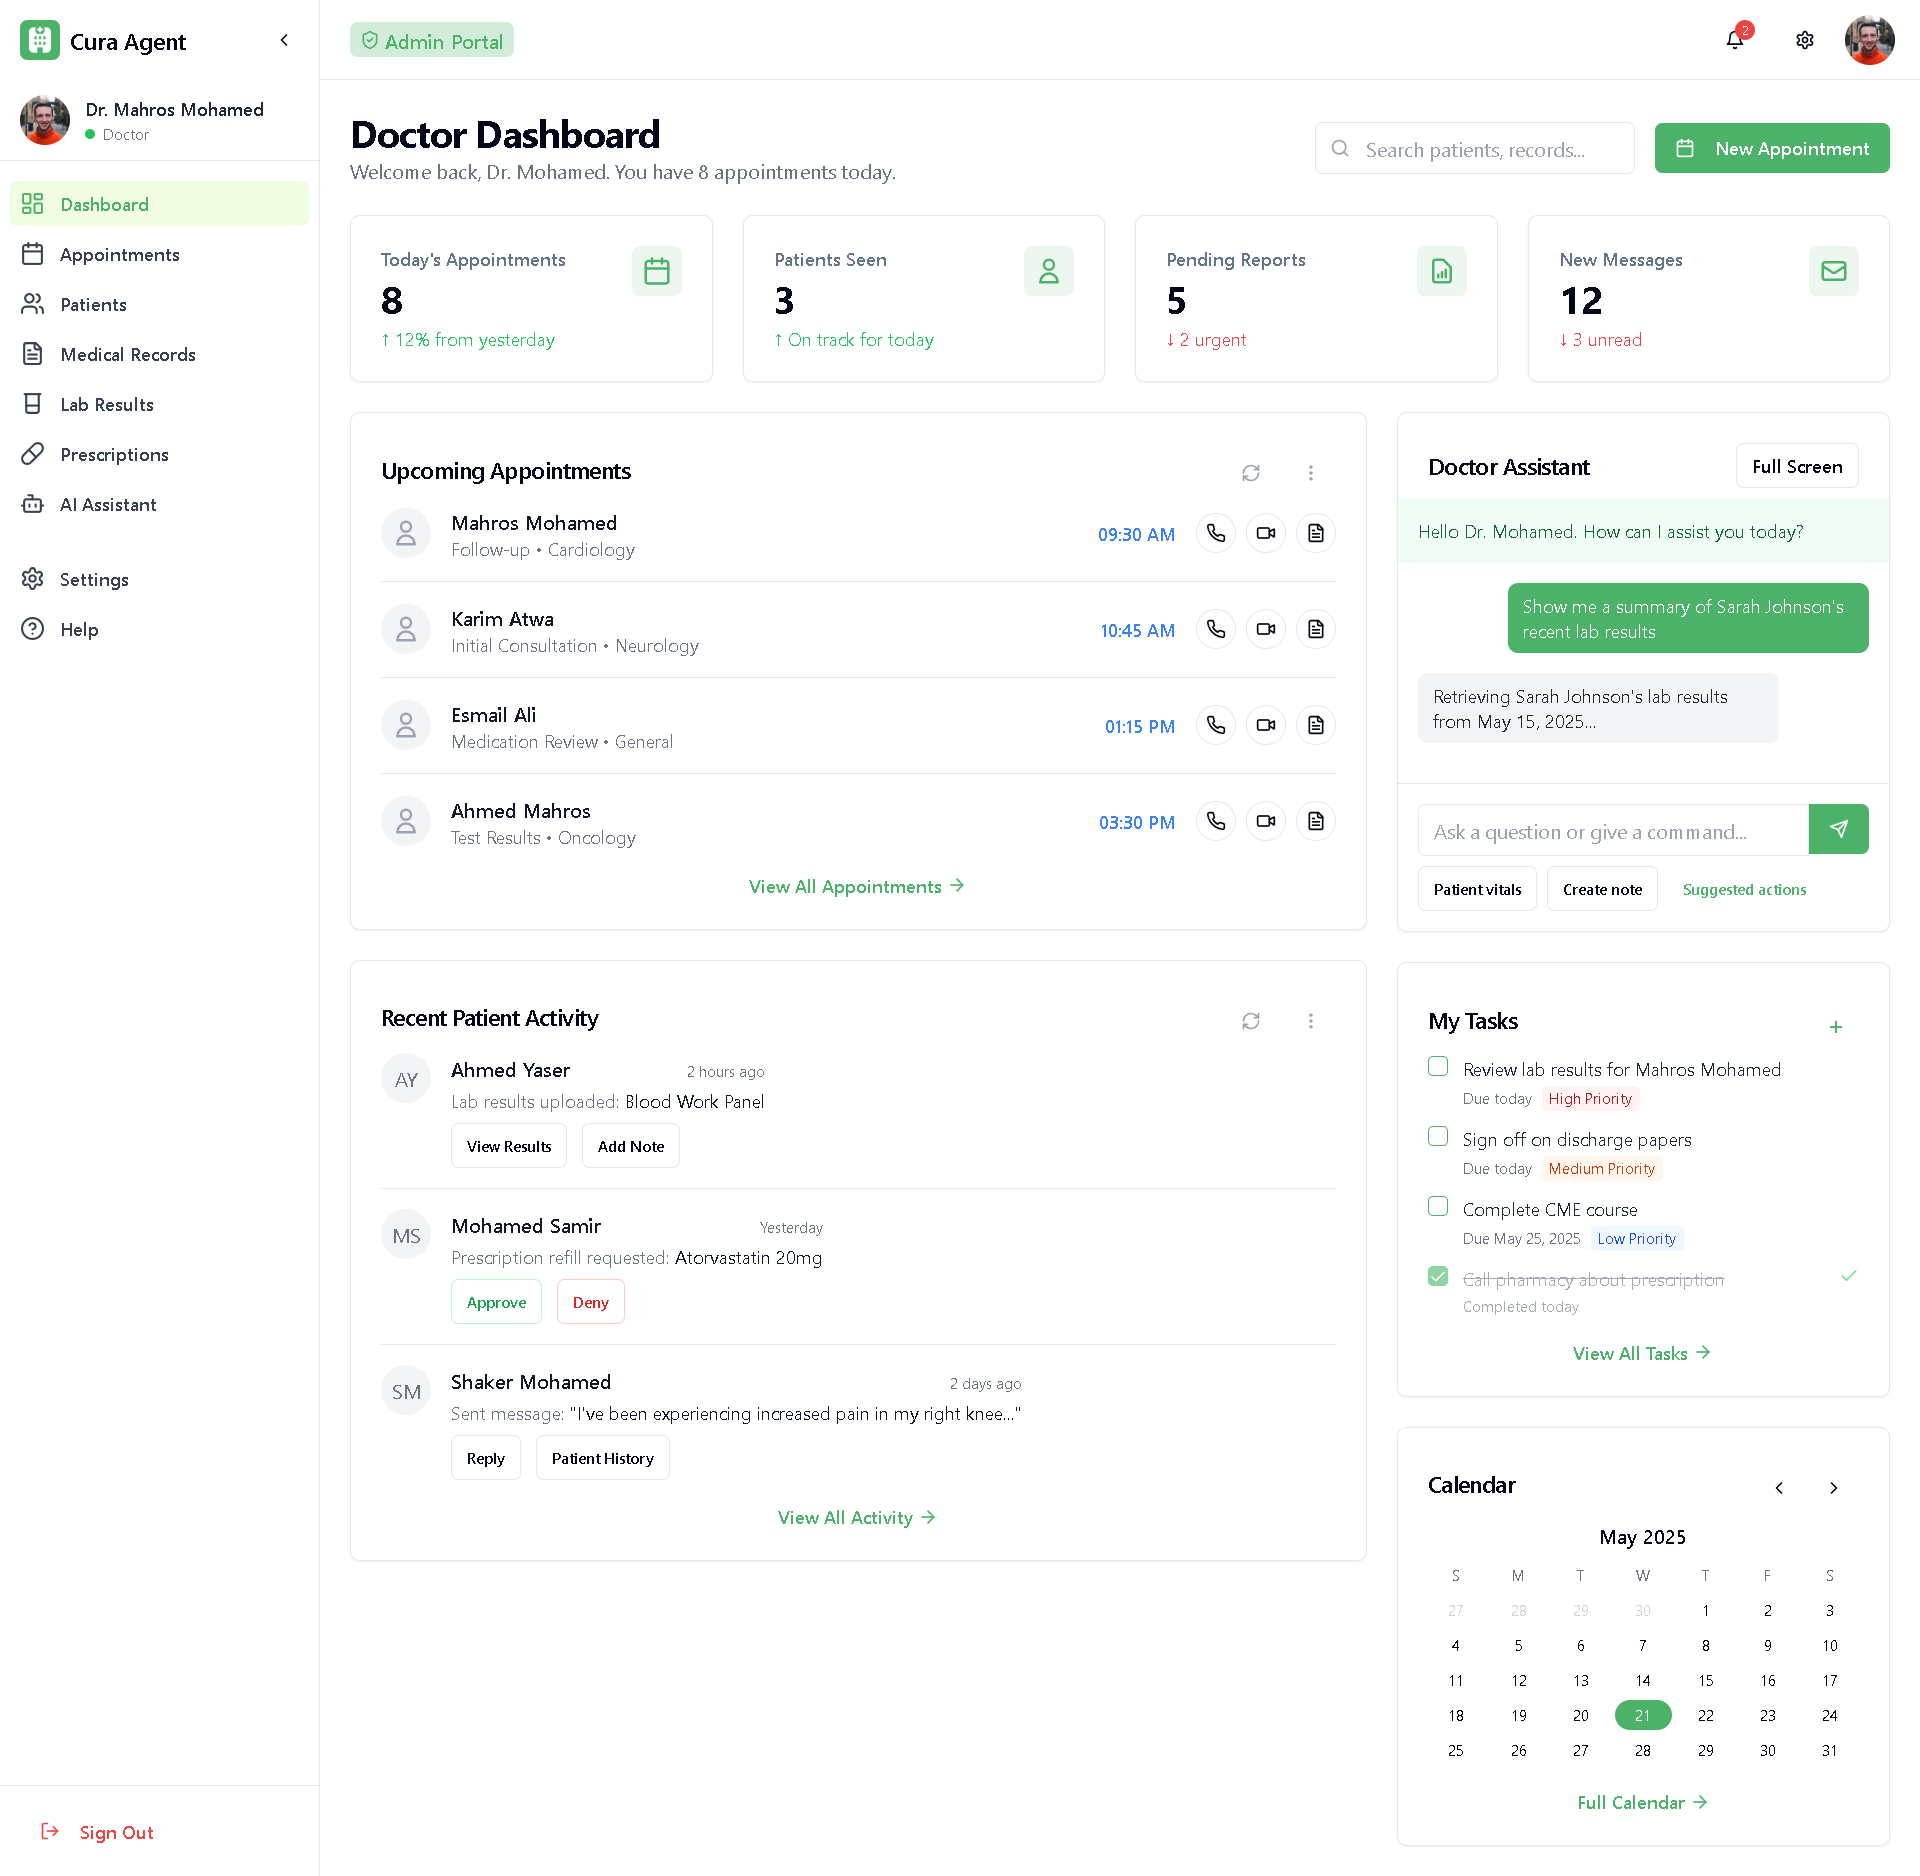 Cura Agent
Dr. Mahros Mohamed
Doctor
Dashboard
Appointments
Patients
Medical Records
Lab Results
Prescriptions
AI Assistant
Settings
Help
Sign Out
Admin Portal
2
Doctor Dashboard
Welcome back, Dr. Mohamed. You have 8 appointments today.
Search patients, records...
New Appointment
Today's Appointments
8
↑ 12% from yesterday
Patients Seen
3
↑ On track for today
Pending Reports
5
↓ 2 urgent
New Messages
12
↓ 3 unread
Upcoming Appointments
Mahros Mohamed
Follow-up • Cardiology
09:30 AM
Karim Atwa
Initial Consultation • Neurology
10:45 AM
Esmail Ali
Medication Review • General
01:15 PM
Ahmed Mahros
Test Results • Oncology
03:30 PM
View All Appointments →
Recent Patient Activity
AY
Ahmed Yaser
2 hours ago
Lab results uploaded: Blood Work Panel
View Results
Add Note
MS
Mohamed Samir
Yesterday
Prescription refill requested: Atorvastatin 20mg
Approve
Deny
SM
Shaker Mohamed
2 days ago
Sent message: "I've been experiencing increased pain in my right knee..."
Reply
Patient History
View All Activity →
Doctor Assistant
Full Screen
Hello Dr. Mohamed. How can I assist you today?
Show me a summary of Sarah Johnson's
recent lab results
Retrieving Sarah Johnson's lab results
from May 15, 2025...
Ask a question or give a command...
Patient vitals
Create note
Suggested actions
My Tasks
+
Review lab results for Mahros Mohamed
Due today High Priority
Sign off on discharge papers
Due today Medium Priority
Complete CME course
Due May 25, 2025 Low Priority
Call pharmacy about prescription
Completed today
View All Tasks →
Calendar
May 2025
S M T W T F S
27 28 29 30 1 2 3
4 5 6 7 8 9 10
11 12 13 14 15 16 17
18 19 20 21 22 23 24
25 26 27 28 29 30 31
Full Calendar →